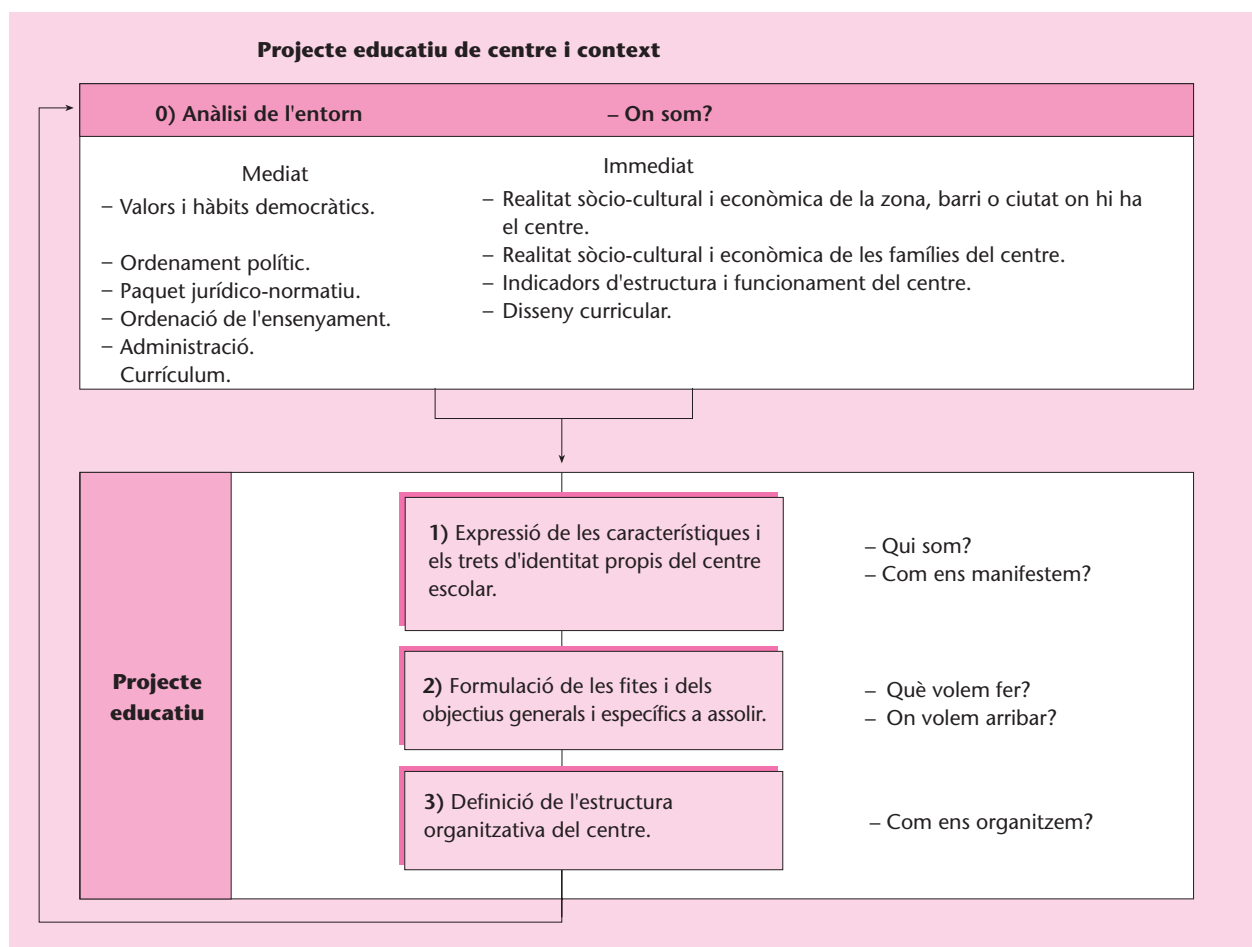 Projecte educatiu de centre i context
0) Anàlisi de l'entorn
– On som?
Mediat
– Valors i hàbits democràtics.
– Ordenament polític.
– Paquet jurídico-normatiu.
– Ordenació de l'ensenyament.
– Administració.
Currículum.
Immediat
– Realitat sòcio-cultural i econòmica de la zona, barri o ciutat on hi ha
el centre.
– Realitat sòcio-cultural i econòmica de les famílies del centre.
– Indicadors d'estructura i funcionament del centre.
– Disseny curricular.
Projecte
educatiu
1) Expressió de les característiques i
els trets d'identitat propis del centre
escolar.
– Qui som?
– Com ens manifestem?
2) Formulació de les fites i dels
objectius generals i específics a assolir.
– Què volem fer?
– On volem arribar?
3) Definició de l'estructura
organitzativa del centre.
– Com ens organitzem?